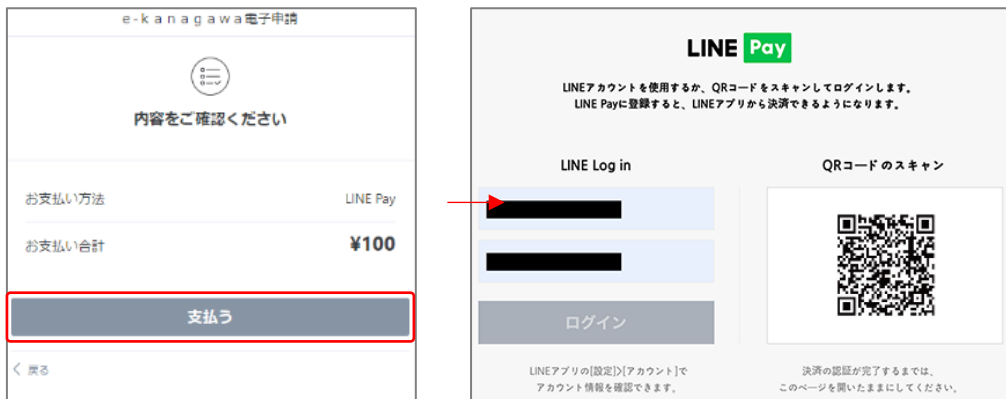 e-kanagawa電子申請
内容をご確認ください
お支払い方法 LINE Pay
お支払い合計 ¥100
支払う
< 戻る
LINE Pay
LINEアカウントを使用するか、QRコードをスキャンしてログインします。
LINE Payに登録すると、LINEアプリから決済できるようになります。
LINE Log in
ログイン
LINEアプリの[設定]>[アカウント]で
アカウント情報を確認できます。
QRコードのスキャン
決済の認証が完了するまでは、
このページを開いたままにしてください。